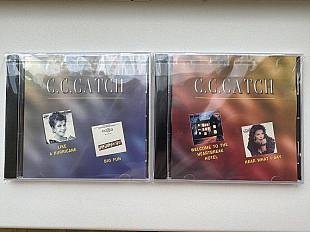 C.C.CATCH
LIKE
A HURRICANE
BIG FUN
C.C.CATCH
WELCOME TO THE
HEARTBREAK
HOTEL
HEAR WHAT I SAY